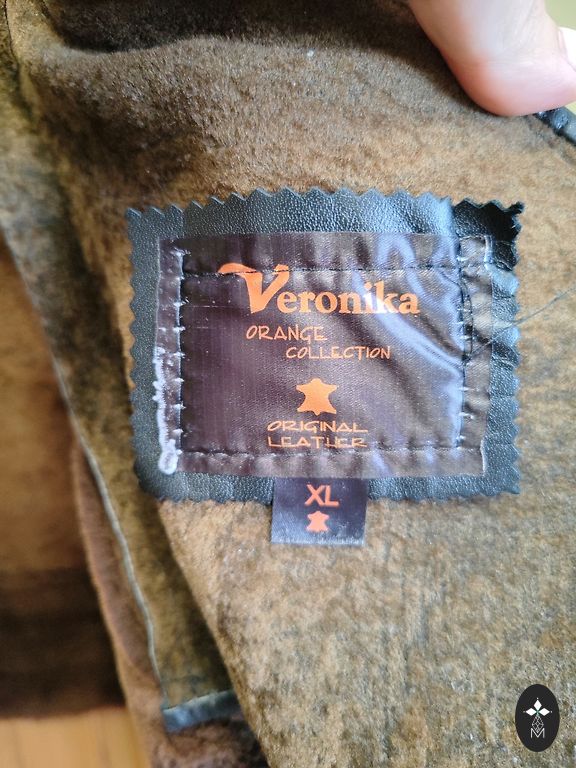 Veronika
ORANGE
COLLECTION
ORIGINAL
LEATHER
XL